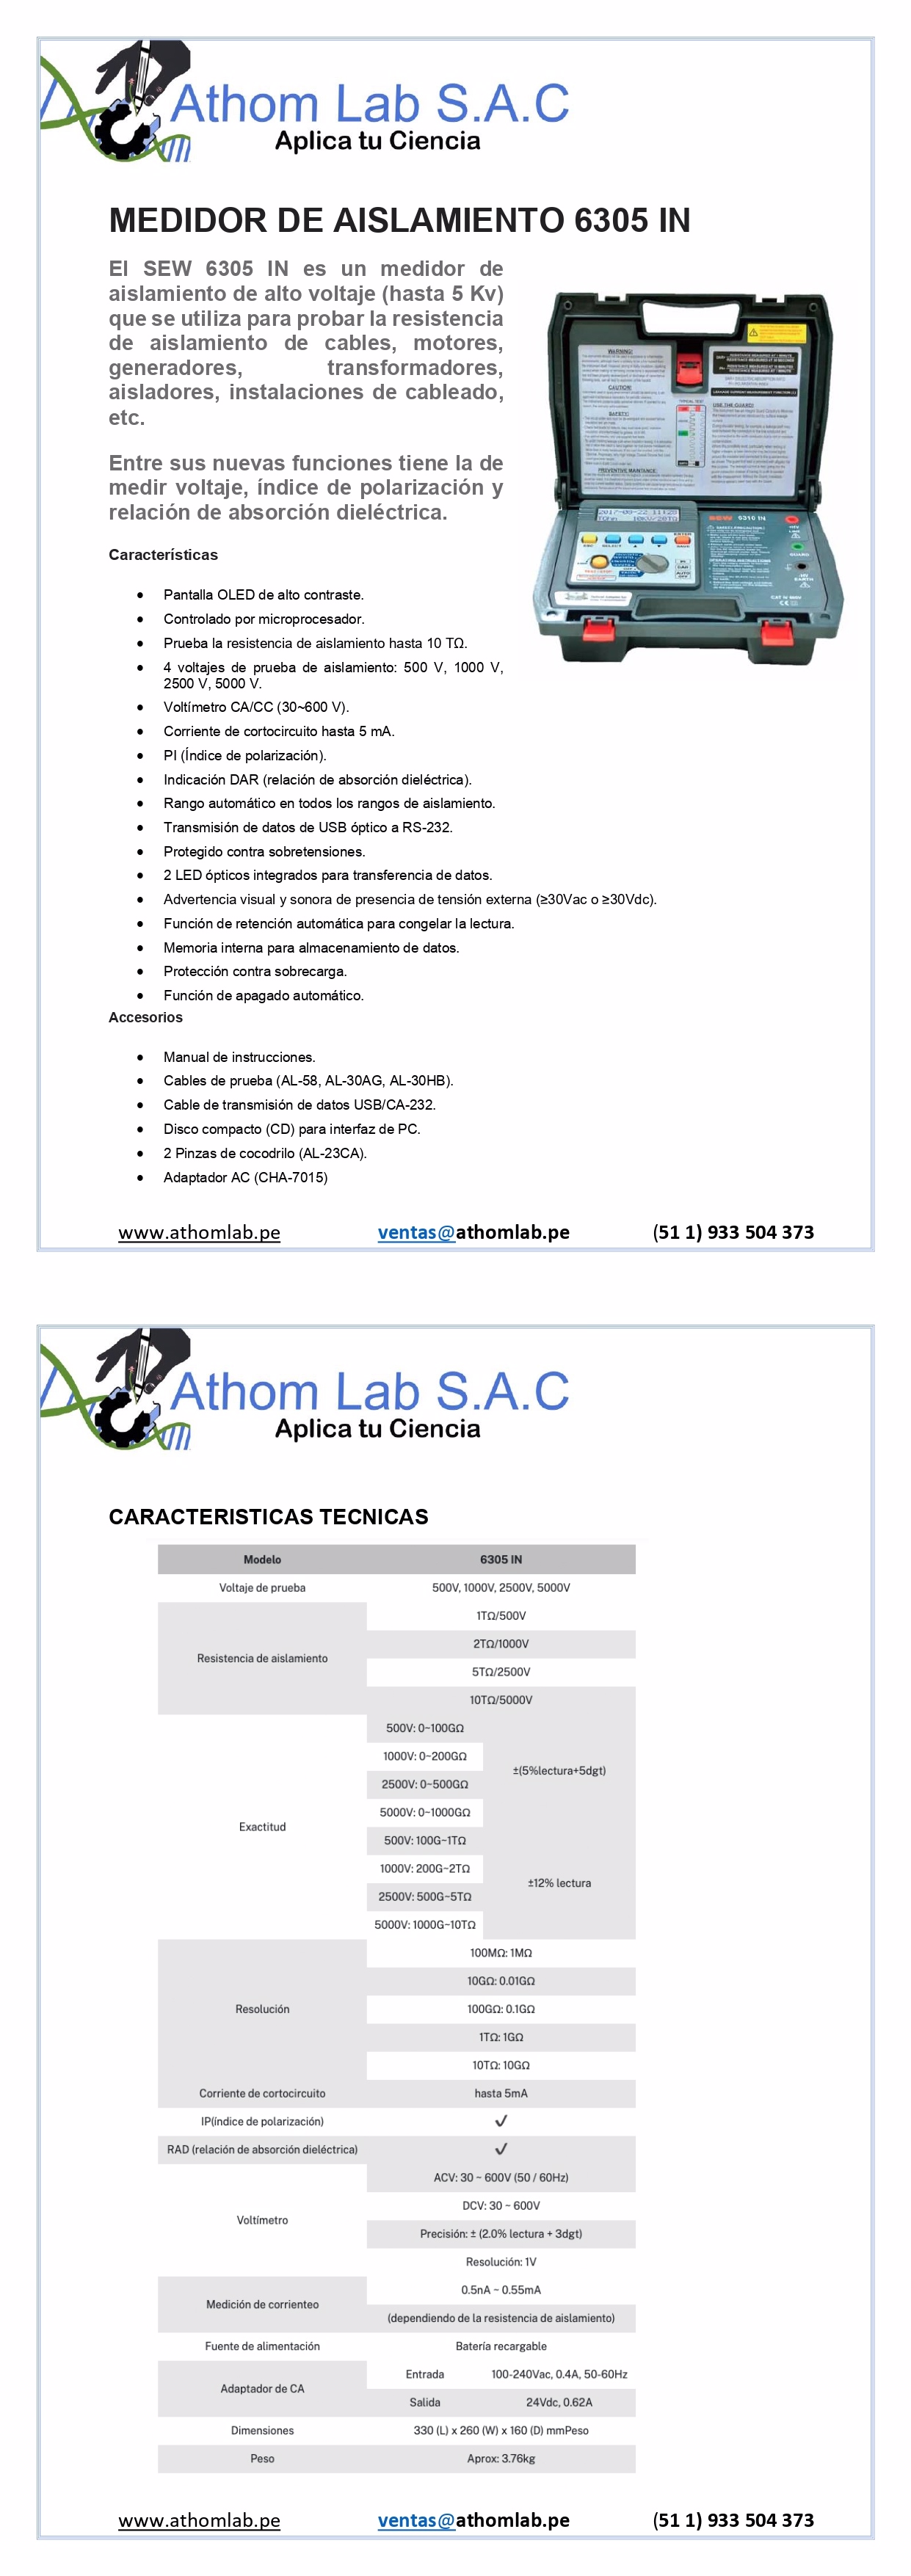 Athom Lab S.A.C
Aplica tu Ciencia
MEDIDOR DE AISLAMIENTO 6305 IN
El SEW 6305 IN es un medidor de
aislamiento de alto voltaje (hasta 5 Kv)
que se utiliza para probar la resistencia
de aislamiento de cables, motores,
generadores, transformadores,
aisladores, instalaciones de cableado,
etc.
Entre sus nuevas funciones tiene la de
medir voltaje, índice de polarización y
relación de absorción dieléctrica.
WARNING:
CAUTION:
SAFETY:
PREVENTIVE MAINTANCE:
USE THE GUARD:
SEW 6310 IN
GUARD
EARTH
Características
• Pantalla OLED de alto contraste.
• Controlado por microprocesador.
• Prueba la resistencia de aislamiento hasta 10 TΩ.
• 4 voltajes de prueba de aislamiento: 500 V, 1000 V,
2500 V, 5000 V.
• Voltímetro CA/CC (30~600 V).
• Corriente de cortocircuito hasta 5 mA.
• PI (Índice de polarización).
• Indicación DAR (relación de absorción dieléctrica).
• Rango automático en todos los rangos de aislamiento.
• Transmisión de datos de USB óptico a RS-232.
• Protegido contra sobretensiones.
• 2 LED ópticos integrados para transferencia de datos.
• Advertencia visual y sonora de presencia de tensión externa (≥30Vac o ≥30Vdc).
• Función de retención automática para congelar la lectura.
• Memoria interna para almacenamiento de datos.
• Protección contra sobrecarga.
• Función de apagado automático.
Accesorios
• Manual de instrucciones.
• Cables de prueba (AL-58, AL-30AG, AL-30HB).
• Cable de transmisión de datos USB/CA-232.
• Disco compacto (CD) para interfaz de PC.
• 2 Pinzas de cocodrilo (AL-23CA).
• Adaptador AC (CHA-7015)
www.athomlab.pe ventas@athomlab.pe (51 1) 933 504 373
Athom Lab S.A.C
Aplica tu Ciencia
CARACTERISTICAS TECNICAS
Modelo 6305 IN
Voltaje de prueba 500V, 1000V, 2500V, 5000V
Resistencia de aislamiento
1TΩ/500V
2TΩ/1000V
5TΩ/2500V
10TΩ/5000V
Exactitud
500V: 0~100GΩ
1000V: 0~200GΩ
2500V: 0~500GΩ
5000V: 0~1000GΩ
±(5%lectura+5dgt)
500V: 100G~1TΩ
1000V: 200G~2TΩ
2500V: 500G~5TΩ
5000V: 1000G~10TΩ
±12% lectura
Resolución
100MΩ: 1MΩ
10GΩ: 0.01GΩ
100GΩ: 0.1GΩ
1TΩ: 1GΩ
10TΩ: 10GΩ
Corriente de cortocircuito hasta 5mA
IP(índice de polarización) ✓
RAD (relación de absorción dieléctrica) ✓
Voltímetro
ACV: 30 ~ 600V (50 / 60Hz)
DCV: 30 ~ 600V
Precisión: ± (2.0% lectura + 3dgt)
Resolución: 1V
Medición de corrienteo
0.5nA ~ 0.55mA
(dependiendo de la resistencia de aislamiento)
Fuente de alimentación Batería recargable
Adaptador de CA
Entrada 100-240Vac, 0.4A, 50-60Hz
Salida 24Vdc, 0.62A
Dimensiones 330 (L) x 260 (W) x 160 (D) mmPeso
Peso Aprox: 3.76kg
www.athomlab.pe ventas@athomlab.pe (51 1) 933 504 373